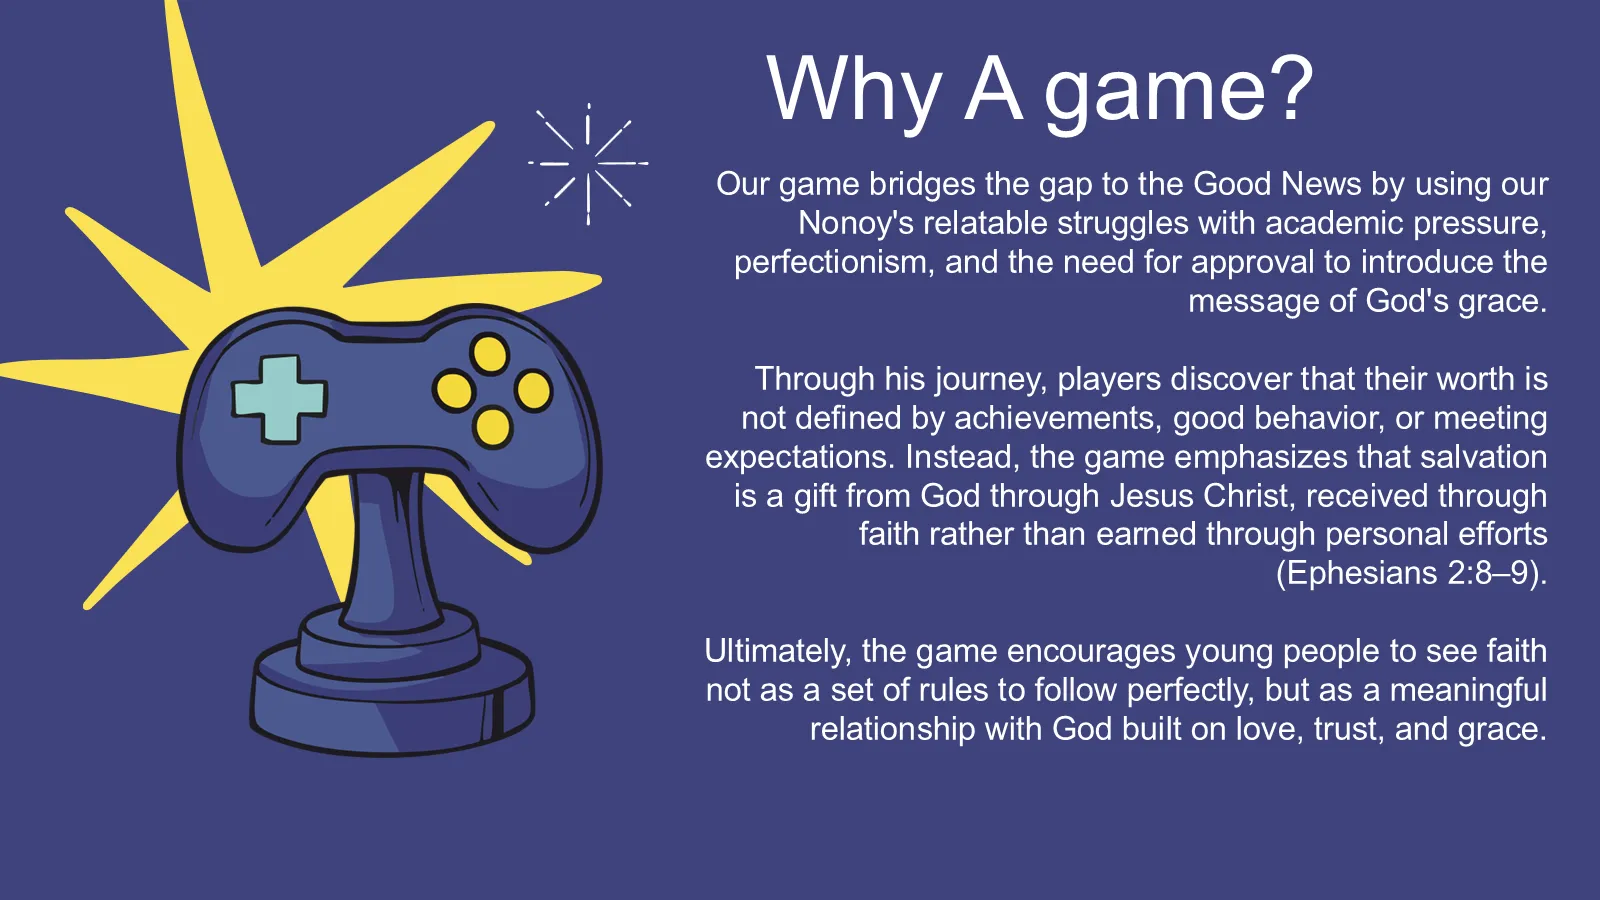 Why A game?
Our game bridges the gap to the Good News by using our
Nonoy's relatable struggles with academic pressure,
perfectionism, and the need for approval to introduce the
message of God's grace.
Through his journey, players discover that their worth is
not defined by achievements, good behavior, or meeting
expectations. Instead, the game emphasizes that salvation
is a gift from God through Jesus Christ, received through
faith rather than earned through personal efforts
(Ephesians 2:8–9).
Ultimately, the game encourages young people to see faith
not as a set of rules to follow perfectly, but as a meaningful
relationship with God built on love, trust, and grace.